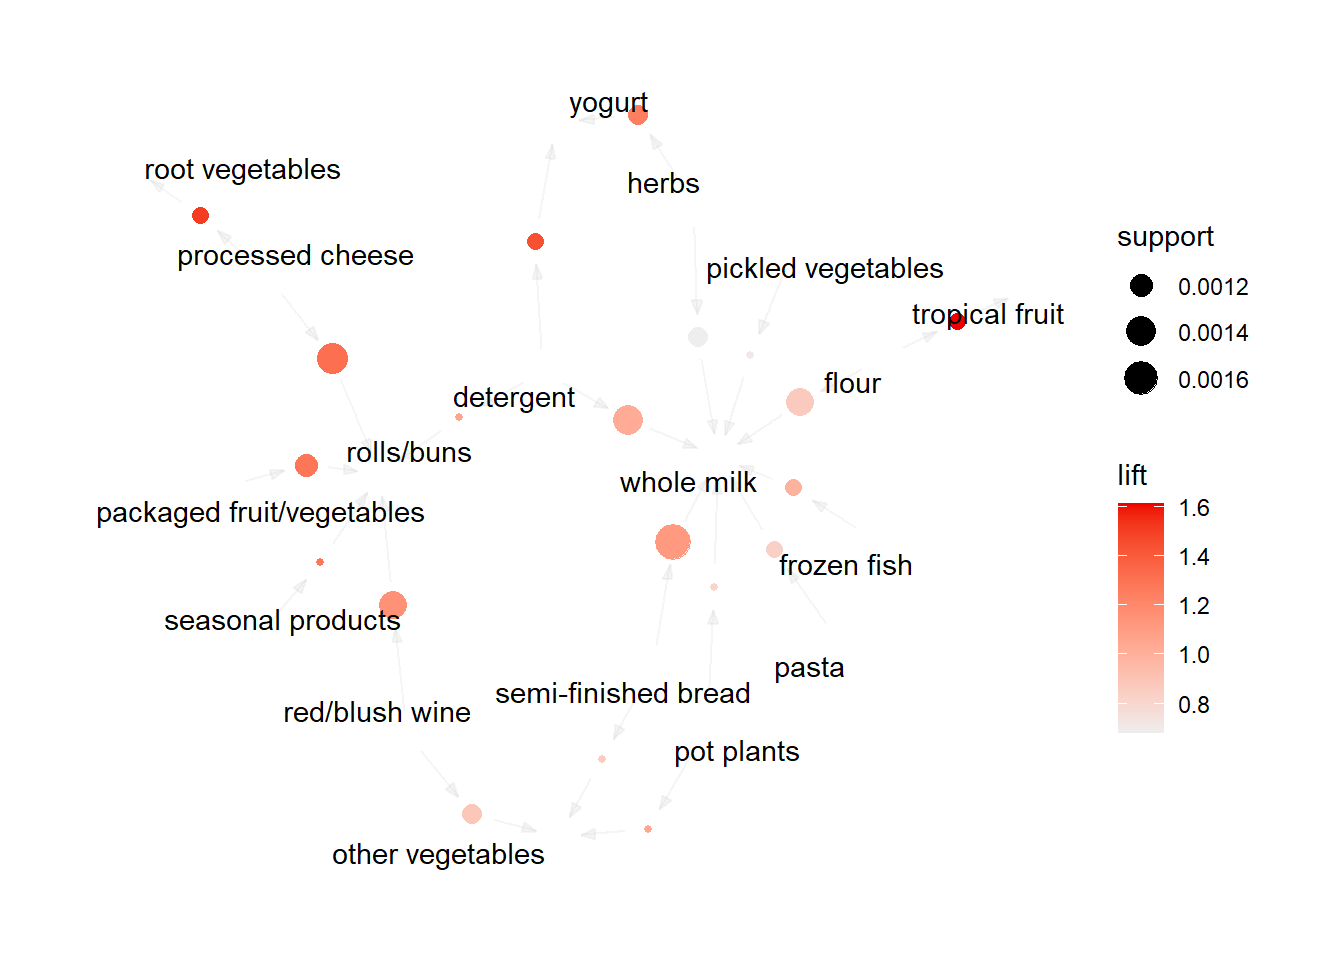 yogurt
root vegetables
herbs
processed cheese
pickled vegetables
tropical fruit
flour
detergent
rolls/buns
whole milk
packaged fruit/vegetables
frozen fish
seasonal products
pasta
semi-finished bread
red/blush wine
pot plants
other vegetables
support
0.0012
0.0014
0.0016
lift
1.6
1.4
1.2
1.0
0.8